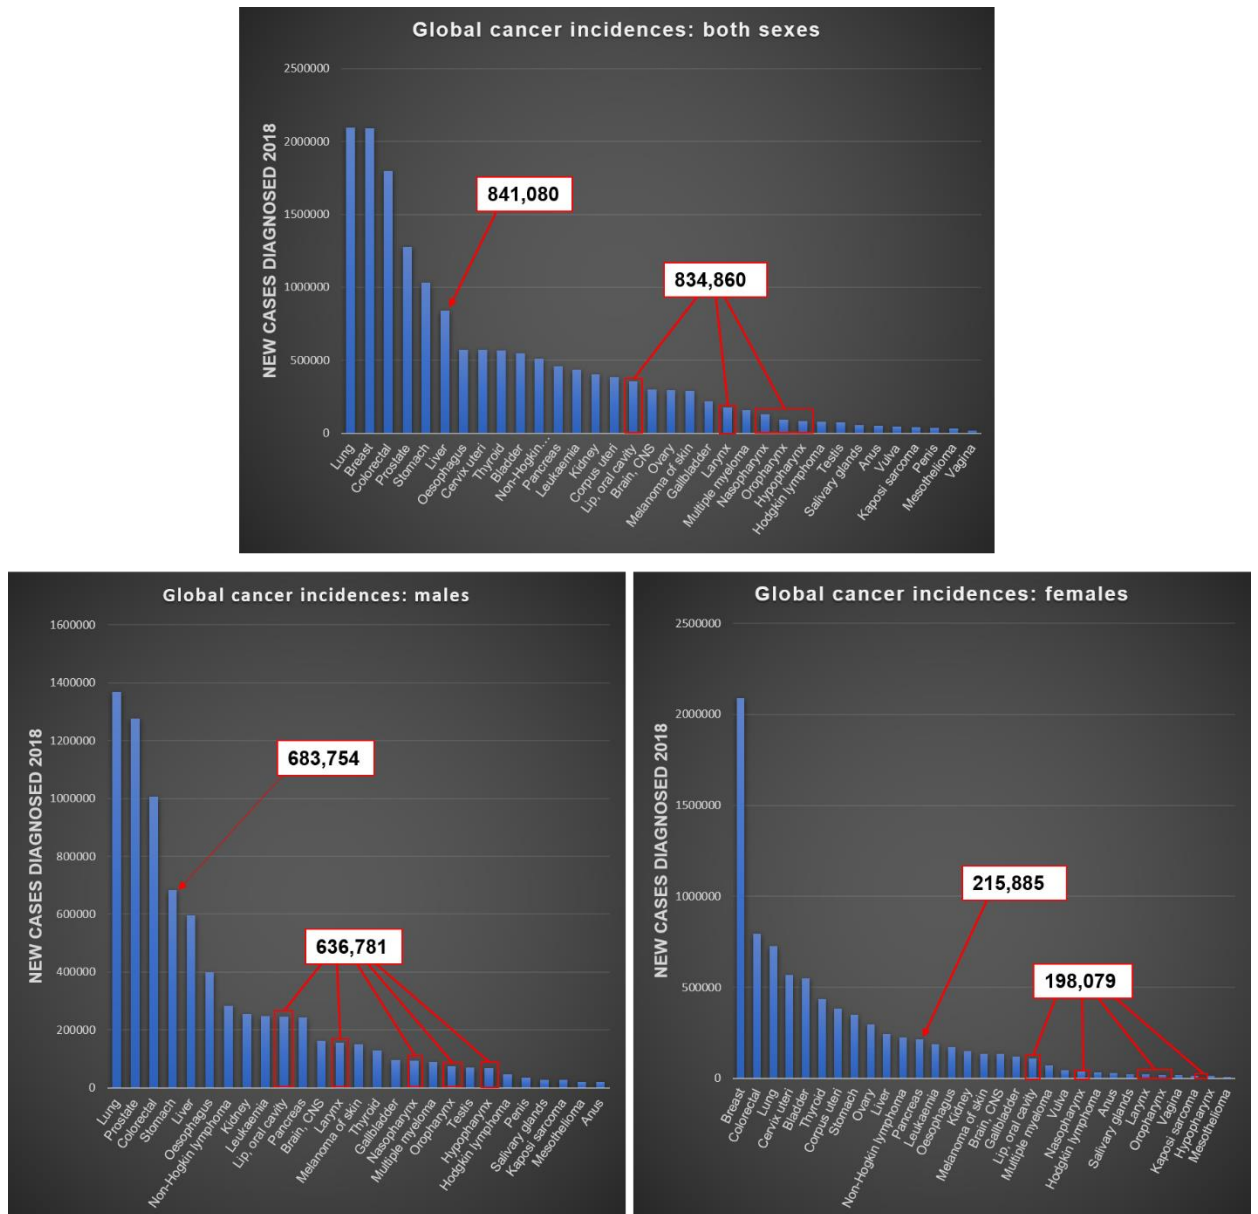 Global cancer incidences: both sexes
NEW CASES DIAGNOSED 2018
2500000
2000000
1500000
1000000
500000
0
841,080
834,860
Lung
Breast
Colorectal
Prostate
Stomach
Liver
Oesophagus
Cervix uteri
Thyroid
Bladder
Non-Hogkin...
Pancreas
Leukaemia
Kidney
Corpus uteri
Lip, oral cavity
Brain, CNS
Ovary
Melanoma of skin
Gallbladder
Larynx
Multiple myeloma
Nasopharynx
Oropharynx
Hypopharynx
Hodgkin lymphoma
Testis
Salivary glands
Anus
Vulva
Kaposi sarcoma
Penis
Mesothelioma
Vagina
Global cancer incidences: males
NEW CASES DIAGNOSED 2018
1600000
1400000
1200000
1000000
800000
600000
400000
200000
0
683,754
636,781
Lung
Prostate
Colorectal
Stomach
Liver
Oesophagus
Non-Hogkin lymphoma
Kidney
Leukaemia
Lip, oral cavity
Pancreas
Brain, CNS
Larynx
Melanoma of skin
Thyroid
Gallbladder
Nasopharynx
Multiple myeloma
Oropharynx
Testis
Hypopharynx
Hodgkin lymphoma
Penis
Salivary glands
Kaposi sarcoma
Mesothelioma
Anus
Global cancer incidences: females
NEW CASES DIAGNOSED 2018
2500000
2000000
1500000
1000000
500000
0
215,885
198,079
Breast
Colorectal
Lung
Cervix uteri
Bladder
Thyroid
Corpus uteri
Stomach
Ovary
Liver
Non-Hogkin lymphoma
Pancreas
Leukaemia
Oesophagus
Kidney
Melanoma of skin
Brain, CNS
Gallbladder
Lip, oral cavity
Multiple myeloma
Vulva
Nasopharynx
Hodgkin lymphoma
Anus
Salivary glands
Larynx
Oropharynx
Vagina
Kaposi sarcoma
Hypopharynx
Mesothelioma